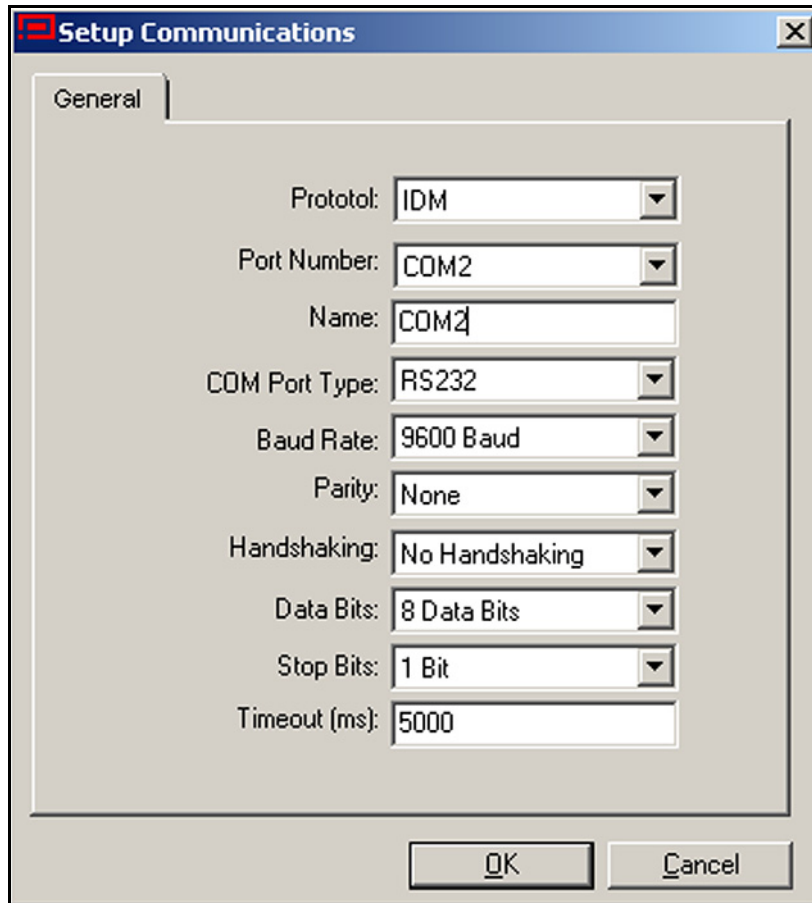 Setup Communications
General
Prototol: IDM
Port Number: COM2
Name: COM2
COM Port Type: RS232
Baud Rate: 9600 Baud
Parity: None
Handshaking: No Handshaking
Data Bits: 8 Data Bits
Stop Bits: 1 Bit
Timeout (ms): 5000
OK Cancel